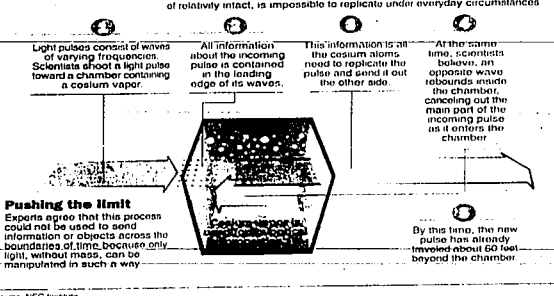 of relativity intact, is impossible to replicate under everyday circumstances
Light pulses consist of waves
of varying frequencies.
Scientists shoot a light pulse
toward a chamber containing
a cesium vapor.
All information
about the incoming
pulse is contained
in the leading
edge of its waves.
This information is all
the cesium atoms
need to replicate the
pulse and send it out
the other side.
At the same
time, scientists
believe, an
opposite wave
rebounds inside
the chamber,
canceling out the
main part of the
incoming pulse
as it enters the
chamber
Pushing the limit
Experts agree that this process
could not be used to send
information or objects across the
boundaries of time because only
light, without mass, can be
manipulated in such a way
Cesium vapor in
By this time, the new
pulse has already
traveled about 60 feet
beyond the chamber
NEC Institute